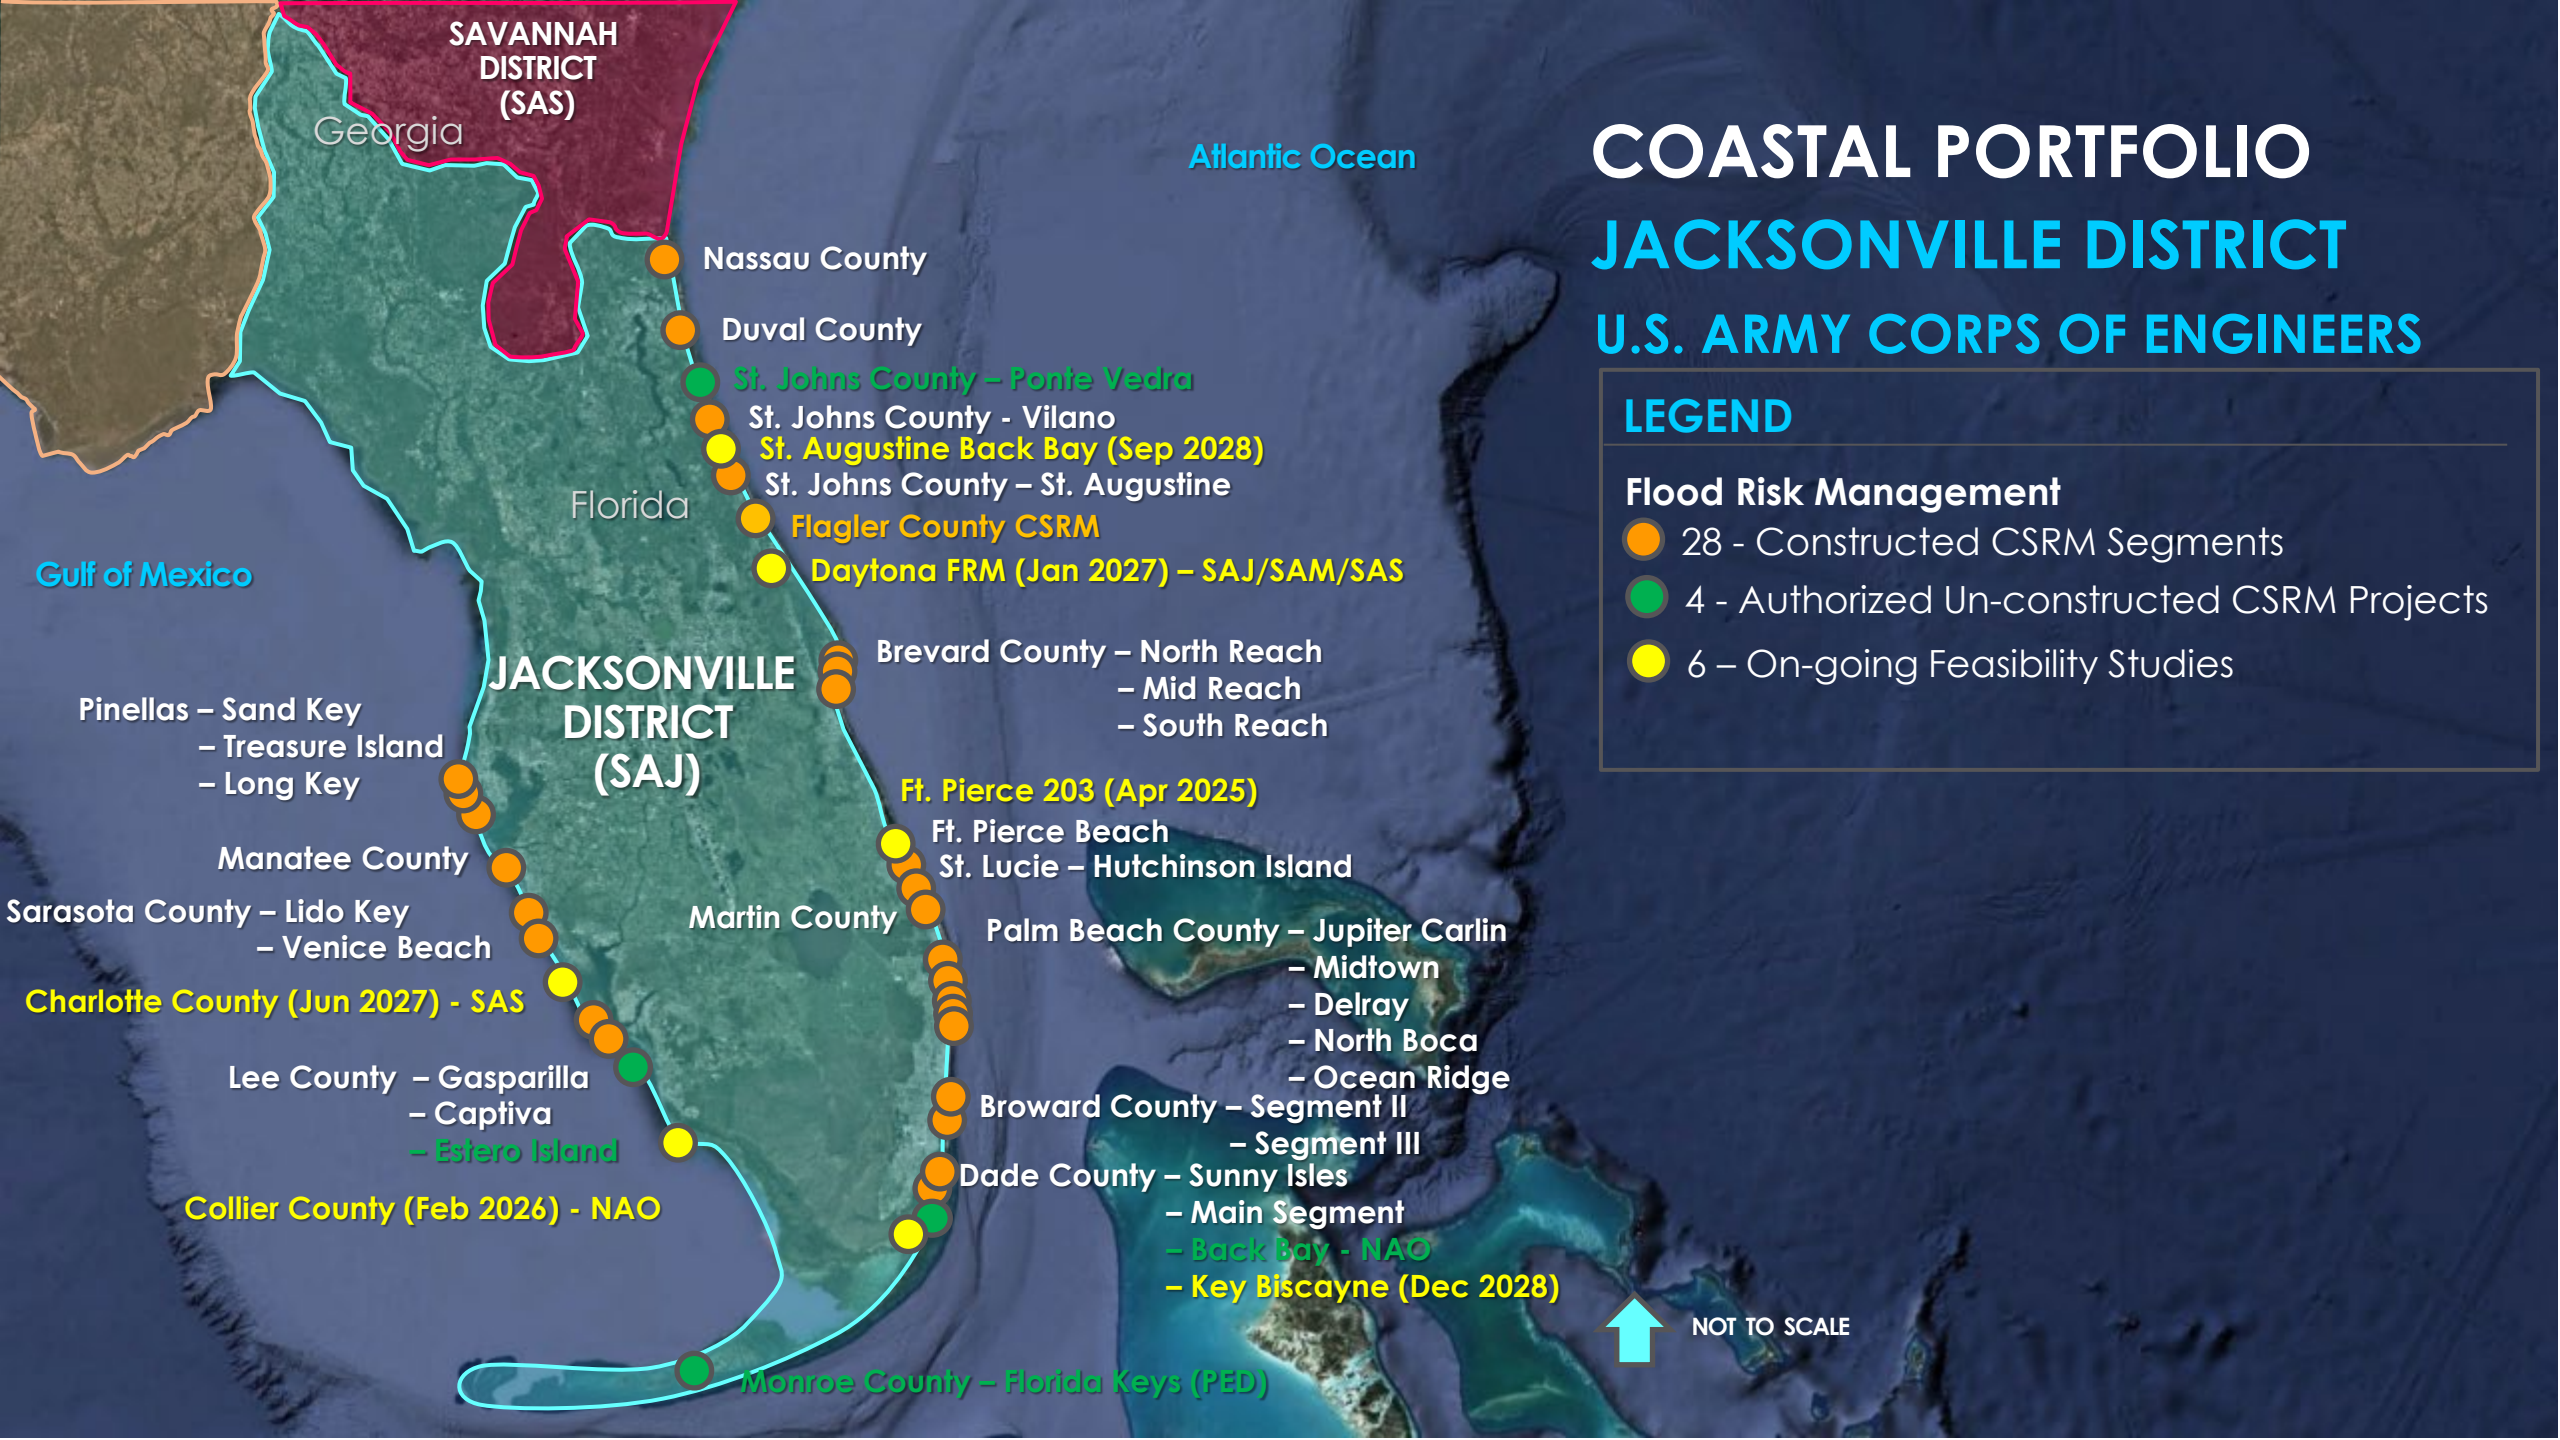 SAVANNAH
DISTRICT
(SAS)
Georgia
Atlantic Ocean
COASTAL PORTFOLIO
JACKSONVILLE DISTRICT
U.S. ARMY CORPS OF ENGINEERS
LEGEND
Flood Risk Management
28 - Constructed CSRM Segments
4 - Authorized Un-constructed CSRM Projects
6 – On-going Feasibility Studies
Nassau County
Duval County
St. Johns County – Ponte Vedra
St. Johns County - Vilano
St. Augustine Back Bay (Sep 2028)
St. Johns County – St. Augustine
Florida
Flagler County CSRM
Daytona FRM (Jan 2027) – SAJ/SAM/SAS
Gulf of Mexico
JACKSONVILLE
DISTRICT
(SAJ)
Brevard County – North Reach
– Mid Reach
– South Reach
Pinellas – Sand Key
– Treasure Island
– Long Key
Ft. Pierce 203 (Apr 2025)
Ft. Pierce Beach
St. Lucie – Hutchinson Island
Manatee County
Sarasota County – Lido Key
– Venice Beach
Martin County
Palm Beach County – Jupiter Carlin
– Midtown
– Delray
– North Boca
– Ocean Ridge
Charlotte County (Jun 2027) - SAS
Lee County – Gasparilla
– Captiva
– Estero Island
Broward County – Segment II
– Segment III
Dade County – Sunny Isles
– Main Segment
– Back Bay - NAO
– Key Biscayne (Dec 2028)
Collier County (Feb 2026) - NAO
NOT TO SCALE
Monroe County – Florida Keys (PED)